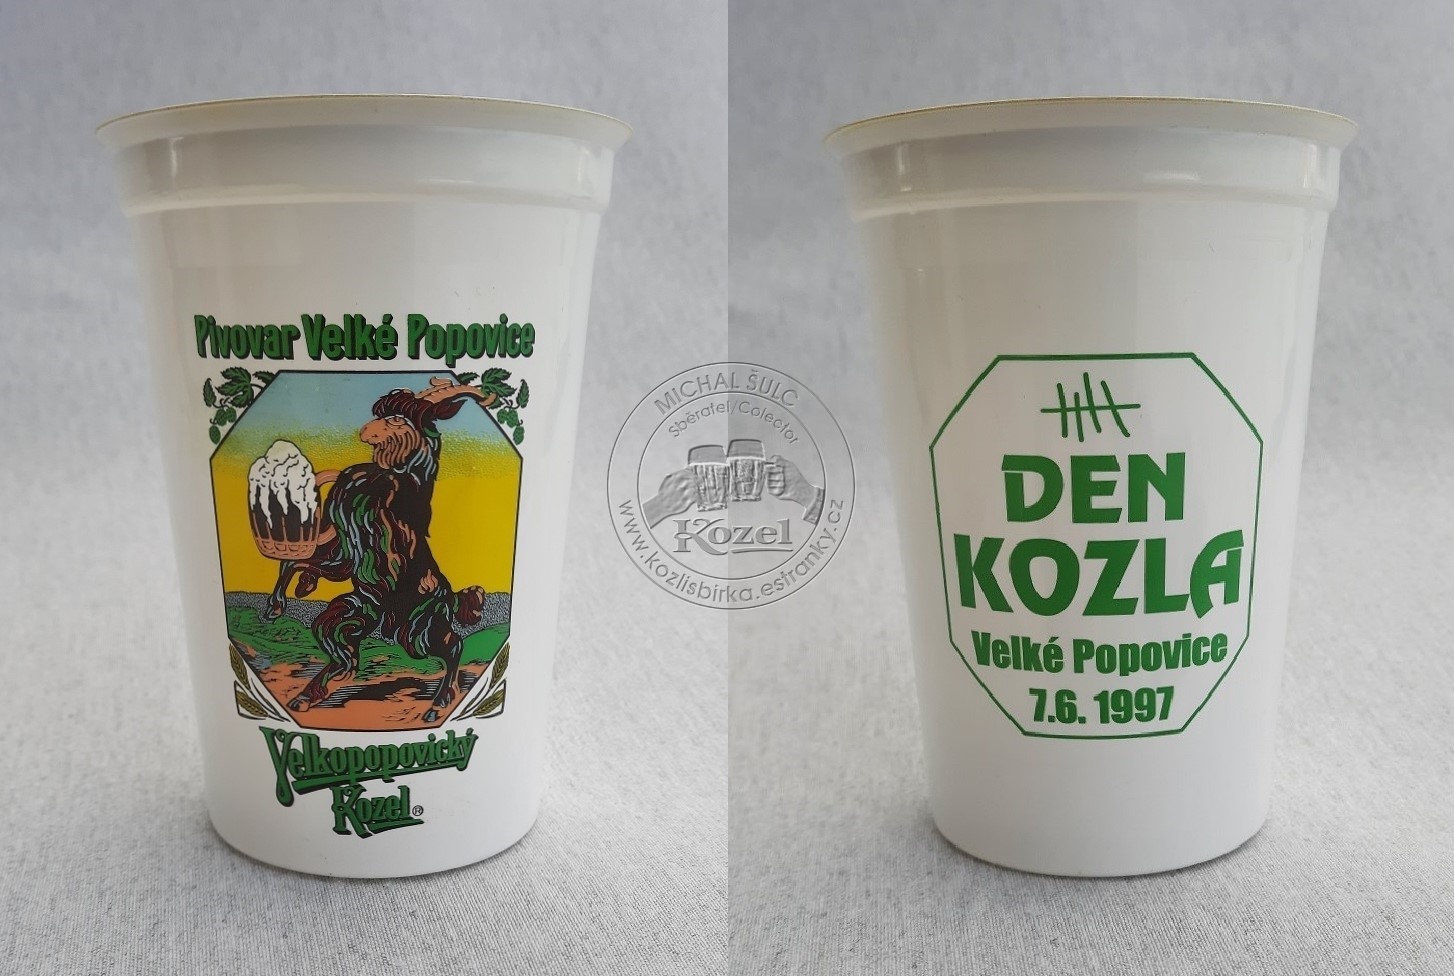 Pivovar Velké Popovice
Velkopopovický
Kozel®
MICHAL ŠULC
Sběratel/Colector
Kozel
www.kozlisbirka.estranky.cz
DEN
KOZLA
Velké Popovice
7.6. 1997